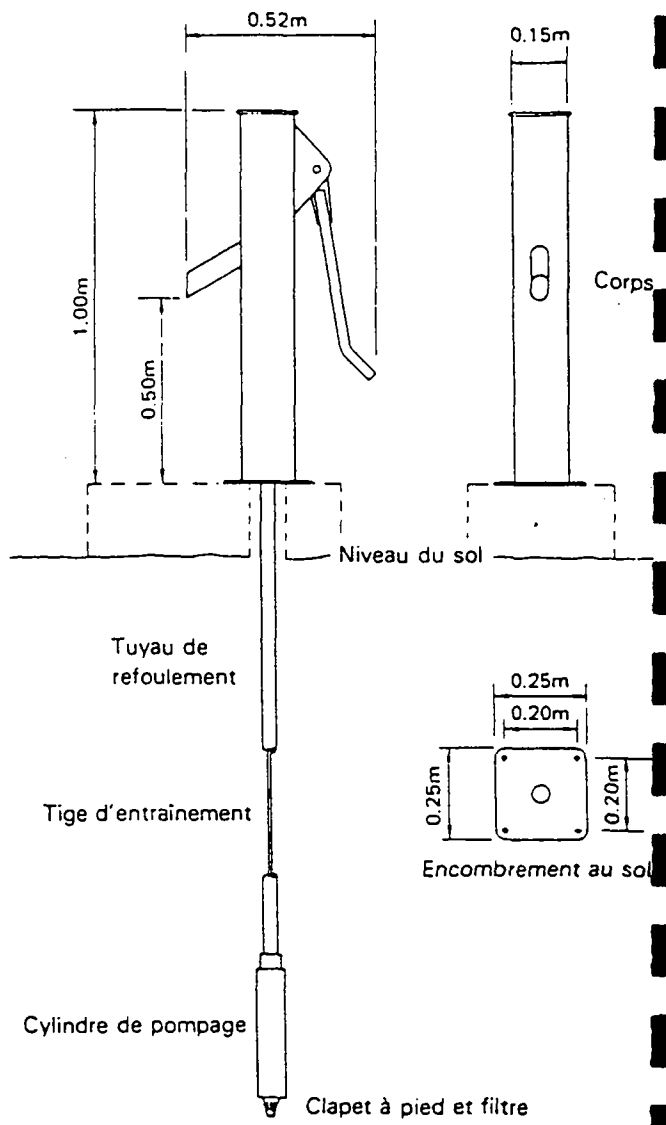 0.52m
0.15m
1.00m
0.50m
Corps
Niveau du sol
Tuyau de
refoulement
0.25m
0.20m
0.25m
0.20m
Tige d'entraînement
Encombrement au sol
Cylindre de pompage
Clapet à pied et filtre